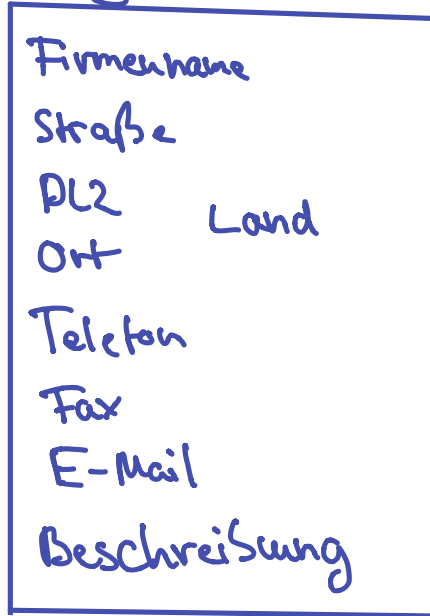 Firmenname
Straße
PLZ
Land
Ort
Telefon
Fax
E-Mail
Beschreibung